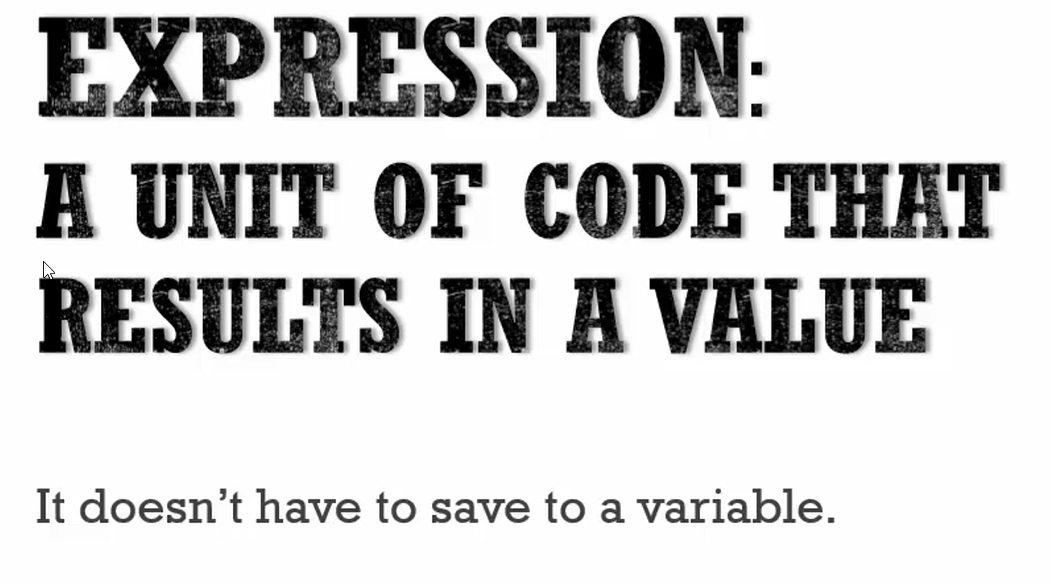 EXPRESSION:
A UNIT OF CODE THAT
RESULTS IN A VALUE
It doesn’t have to save to a variable.